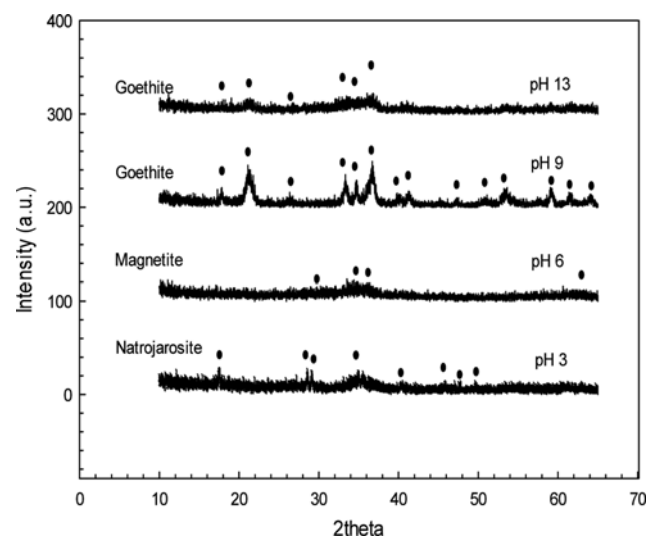 400
300
200
100
0
Intensity (a.u.)
Goethite
pH 13
Goethite
pH 9
Magnetite
pH 6
Natrojarosite
pH 3
0 10 20 30 40 50 60 70
2theta